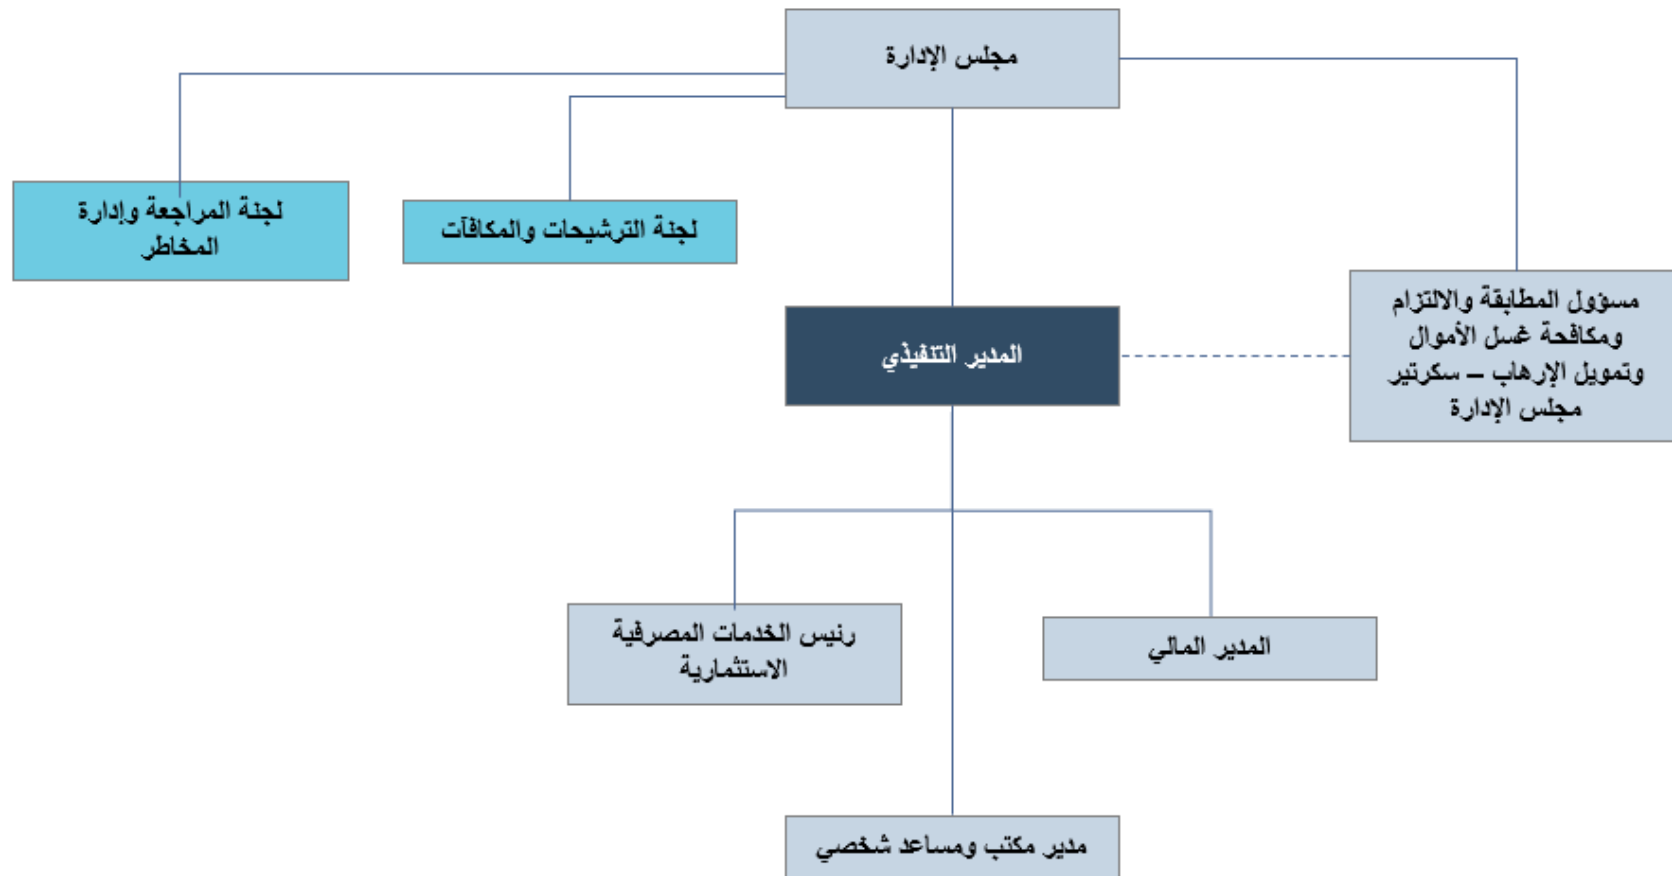 مجلس الإدارة
لجنة المراجعة وإدارة
المخاطر
لجنة الترشيحات والمكافآت
مسؤول المطابقة والالتزام
ومكافحة غسل الأموال
وتمويل الإرهاب – سكرتير
مجلس الإدارة
المدير التنفيذي
رئيس الخدمات المصرفية
الاستثمارية
المدير المالي
مدير مكتب ومساعد شخصي